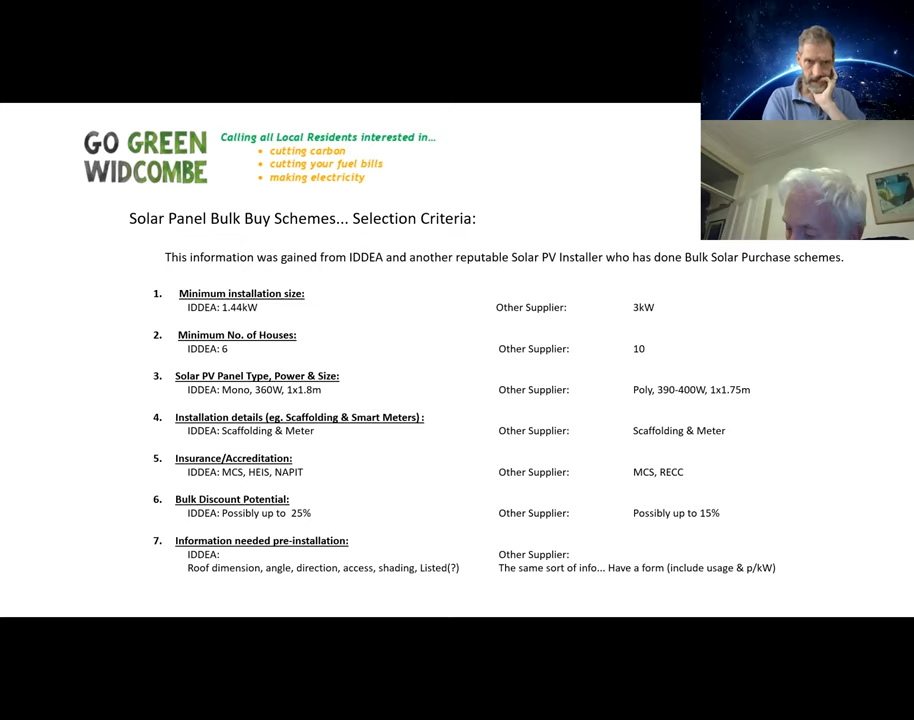 GO GREEN
WIDCOMBE
Calling all Local Residents interested in...
• cutting carbon
• cutting your fuel bills
• making electricity
Solar Panel Bulk Buy Schemes... Selection Criteria:
This information was gained from IDDEA and another reputable Solar PV Installer who has done Bulk Solar Purchase schemes.
1. Minimum installation size:
IDDEA: 1.44kW Other Supplier: 3kW
2. Minimum No. of Houses:
IDDEA: 6 Other Supplier: 10
3. Solar PV Panel Type, Power & Size:
IDDEA: Mono, 360W, 1x1.8m Other Supplier: Poly, 390-400W, 1x1.75m
4. Installation details (eg. Scaffolding & Smart Meters):
IDDEA: Scaffolding & Meter Other Supplier: Scaffolding & Meter
5. Insurance/Accreditation:
IDDEA: MCS, HEIS, NAPIT Other Supplier: MCS, RECC
6. Bulk Discount Potential:
IDDEA: Possibly up to 25% Other Supplier: Possibly up to 15%
7. Information needed pre-installation:
IDDEA: Other Supplier:
Roof dimension, angle, direction, access, shading, Listed(?) The same sort of info... Have a form (include usage & p/kW)